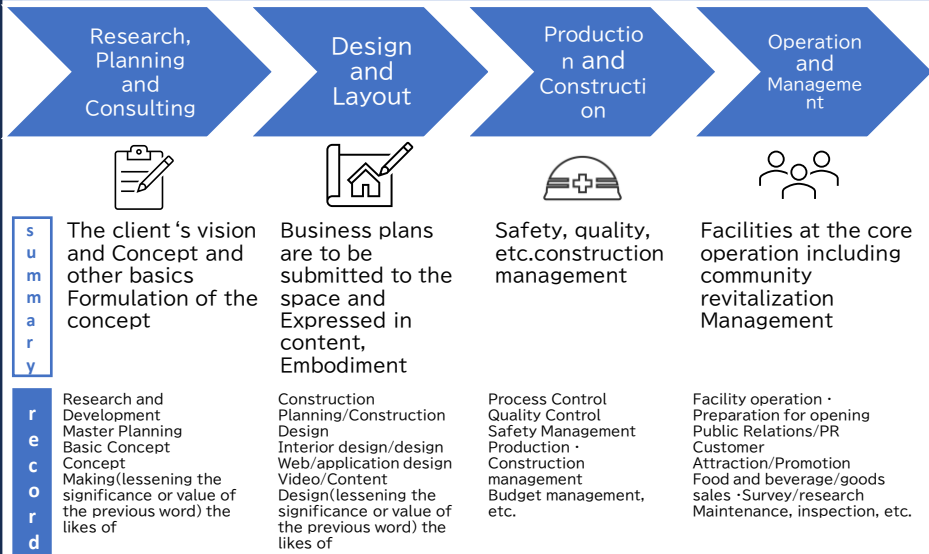 Research,
Planning
and
Consulting
Design
and
Layout
Productio
n and
Constructi
on
Operation
and
Manageme
nt
summary
The client‘s vision
and Concept and
other basics
Formulation of the
concept
Business plans
are to be
submitted to the
space and
Expressed in
content,
Embodiment
Safety, quality,
etc.construction
management
Facilities at the core
operation including
community
revitalization
Management
record
Research and
Development
Master Planning
Basic Concept
Concept
Making(lessening the
significance or value of
the previous word) the
likes of
Construction
Planning/Construction
Design
Interior design/design
Web/application design
Video/Content
Design(lessening the
significance or value of
the previous word) the
likes of
Process Control
Quality Control
Safety Management
Production・
Construction
management
Budget management,
etc.
Facility operation・
Preparation for opening
Public Relations/PR
Customer
Attraction/Promotion
Food and beverage/goods
sales・Survey/research
Maintenance, inspection, etc.